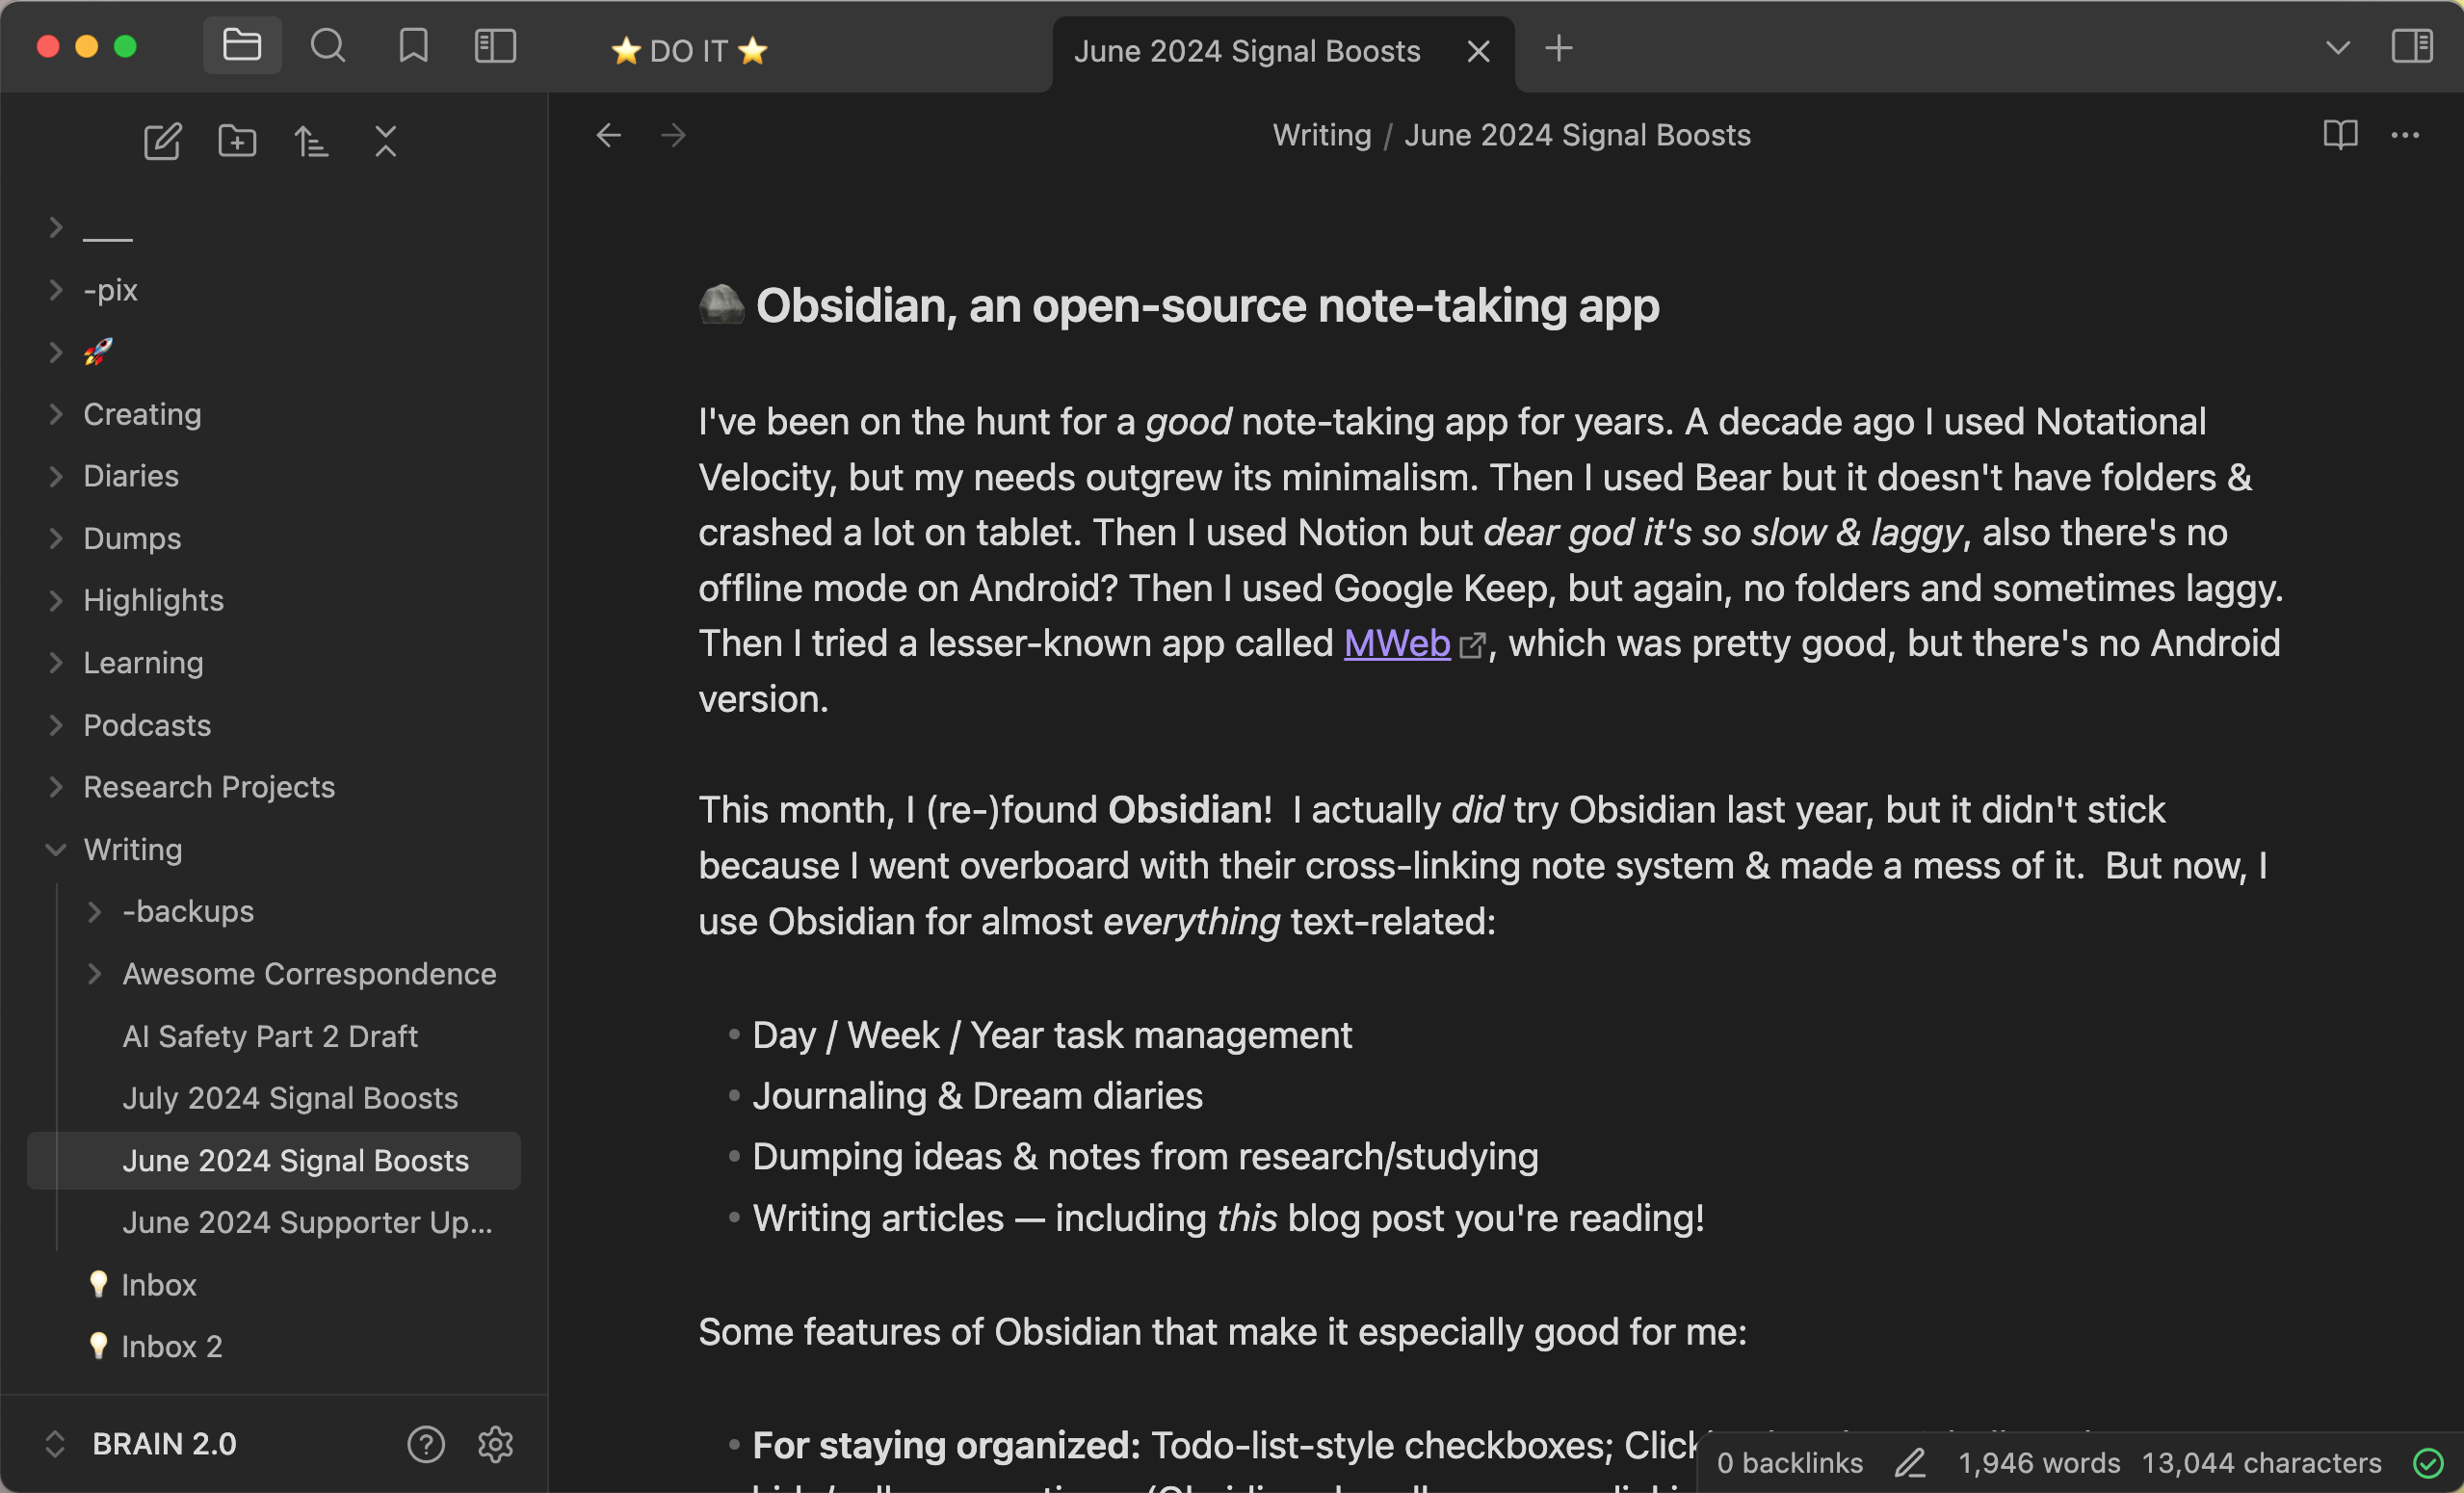 ⭐ DO IT ⭐
June 2024 Signal Boosts
Writing / June 2024 Signal Boosts
___
-pix
🚀
Creating
Diaries
Dumps
Highlights
Learning
Podcasts
Research Projects
Writing
-backups
Awesome Correspondence
AI Safety Part 2 Draft
July 2024 Signal Boosts
June 2024 Signal Boosts
June 2024 Supporter Up...
💡 Inbox
💡 Inbox 2
BRAIN 2.0
🪨 Obsidian, an open-source note-taking app
I've been on the hunt for a good note-taking app for years. A decade ago I used Notational
Velocity, but my needs outgrew its minimalism. Then I used Bear but it doesn't have folders &
crashed a lot on tablet. Then I used Notion but dear god it's so slow & laggy, also there's no
offline mode on Android? Then I used Google Keep, but again, no folders and sometimes laggy.
Then I tried a lesser-known app called MWeb, which was pretty good, but there's no Android
version.
This month, I (re-)found Obsidian!  I actually did try Obsidian last year, but it didn't stick
because I went overboard with their cross-linking note system & made a mess of it.  But now, I
use Obsidian for almost everything text-related:
• Day / Week / Year task management
• Journaling & Dream diaries
• Dumping ideas & notes from research/studying
• Writing articles — including this blog post you're reading!
Some features of Obsidian that make it especially good for me:
• For staying organized: Todo-list-style checkboxes; Click
0 backlinks 1,946 words 13,044 characters